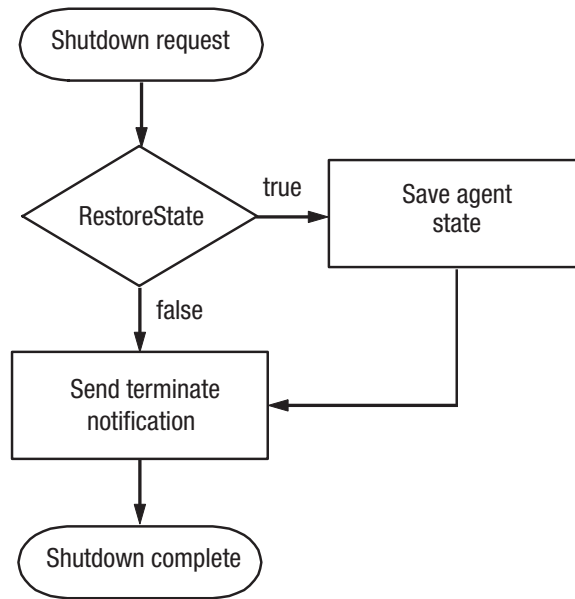 Shutdown request
RestoreState
true
Save agent
state
false
Send terminate
notification
Shutdown complete